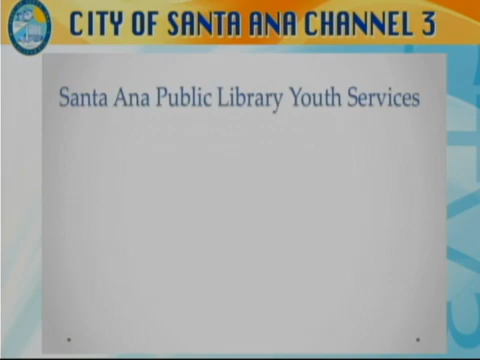 CITY OF SANTA ANA CHANNEL 3
Santa Ana Public Library Youth Services